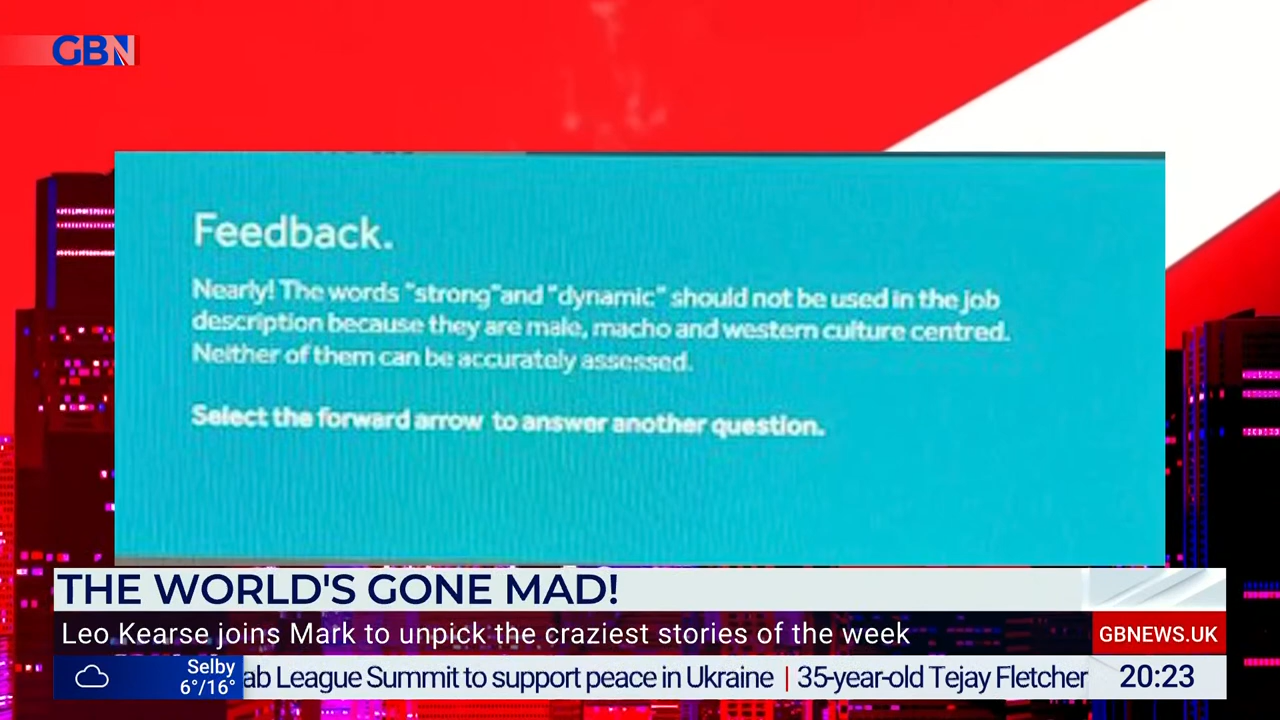 GBN
Feedback.
Nearly! The words "strong"and "dynamic" should not be used in the job
description because they are male, macho and western culture centred.
Neither of them can be accurately assessed.
Select the forward arrow to answer another question.
THE WORLD'S GONE MAD!
Leo Kearse joins Mark to unpick the craziest stories of the week
GBNEWS.UK
Selby
6°/16°
ab League Summit to support peace in Ukraine | 35-year-old Tejay Fletcher
20:23